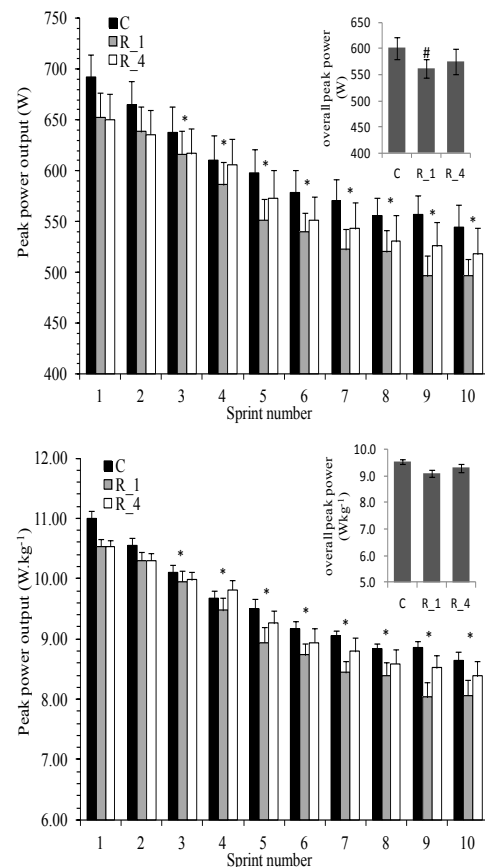 750
700
650
600
550
500
450
400
Peak power output (W)
C
R_1
R_4
* * * * * * * *
1 2 3 4 5 6 7 8 9 10
Sprint number
650
600
550
500
450
400
overall peak power
(W)
#
C R_1 R_4
12.00
11.00
10.00
9.00
8.00
7.00
6.00
Peak power output (W.kg-1)
C
R_1
R_4
* * * * * * * *
1 2 3 4 5 6 7 8 9 10
Sprint number
10.0
9.0
8.0
7.0
6.0
5.0
overall peak power
(Wkg-1)
C R_1 R_4